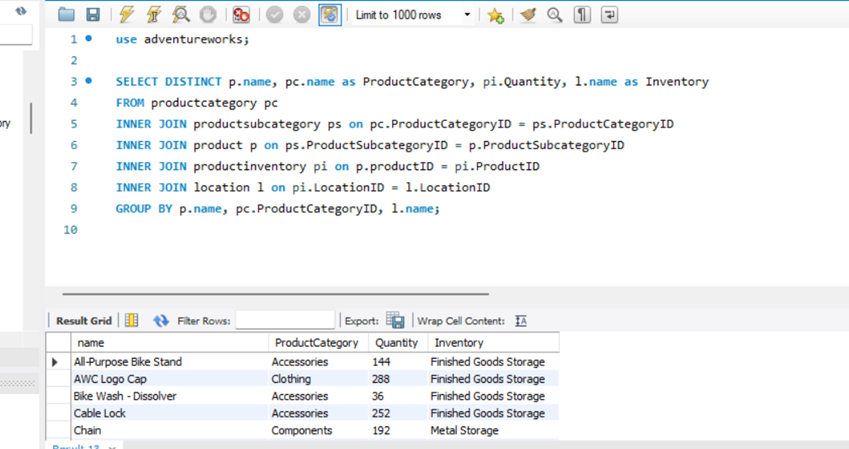 Limit to 1000 rows
1 use adventureworks;
2
3 SELECT DISTINCT p.name, pc.name as ProductCategory, pi.Quantity, l.name as Inventory
4 FROM productcategory pc
5 INNER JOIN productsubcategory ps on pc.ProductCategoryID = ps.ProductCategoryID
6 INNER JOIN product p on ps.ProductSubcategoryID = p.ProductSubcategoryID
7 INNER JOIN productinventory pi on p.productID = pi.ProductID
8 INNER JOIN location l on pi.LocationID = l.LocationID
9 GROUP BY p.name, pc.ProductCategoryID, l.name;
10
Result Grid Filter Rows: Export: Wrap Cell Content:
name ProductCategory Quantity Inventory
All-Purpose Bike Stand Accessories 144 Finished Goods Storage
AWC Logo Cap Clothing 288 Finished Goods Storage
Bike Wash - Dissolver Accessories 36 Finished Goods Storage
Cable Lock Accessories 252 Finished Goods Storage
Chain Components 192 Metal Storage